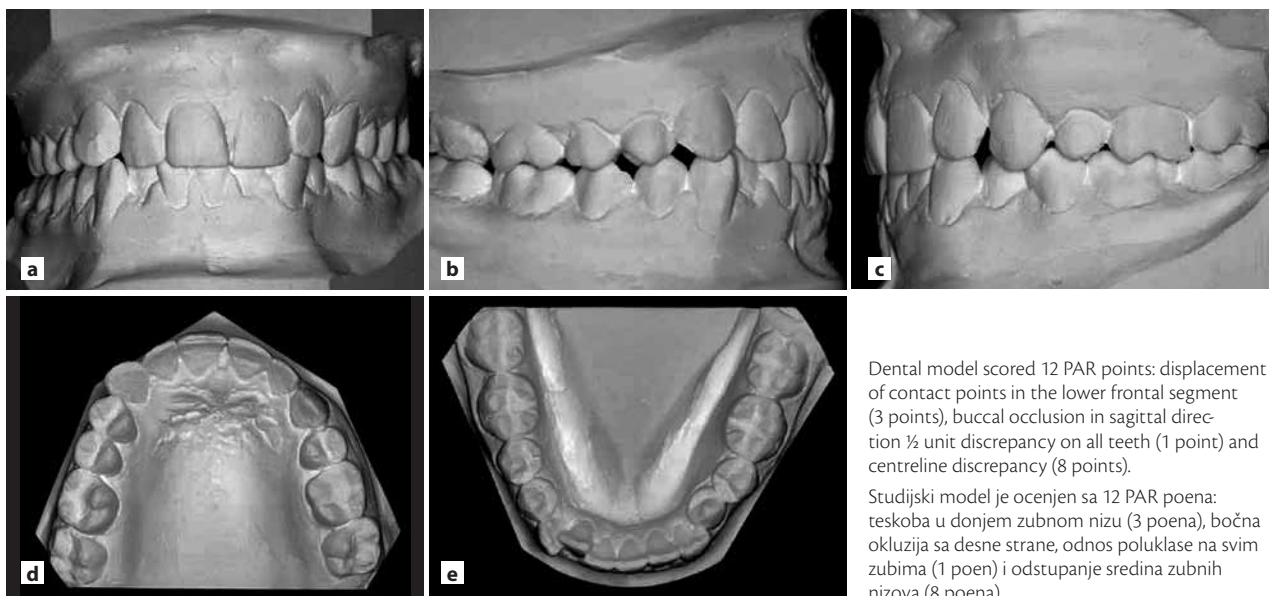 a
b
c
d
e
Dental model scored 12 PAR points: displacement
of contact points in the lower frontal segment
(3 points), buccal occlusion in sagittal direc-
tion ½ unit discrepancy on all teeth (1 point) and
centreline discrepancy (8 points).
Studijski model je ocenjen sa 12 PAR poena:
teskoba u donjem zubnom nizu (3 poena), bočna
okluzija sa desne strane, odnos poluklase na svim
zubima (1 poen) i odstupanje sredina zubnih
nizova (8 poena)